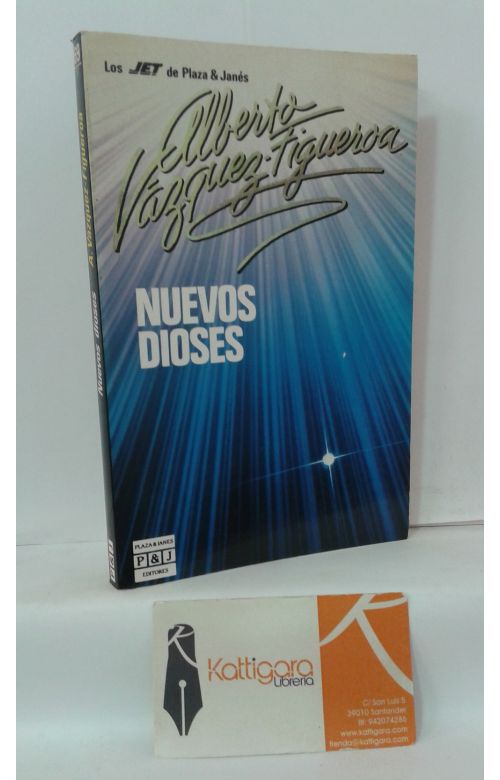 Los JET de Plaza & Janés
Alberto
Vázquez-Figueroa
NUEVOS
DIOSES
A. Vázquez Figueroa
Nuevos Dioses
PLAZA & JANES
P & J
EDITORES
Kattigara
Librería
C/ San Luis 5
39010 Santander
tlf: 942074286
www.kattigara.com
tienda@kattigara.com